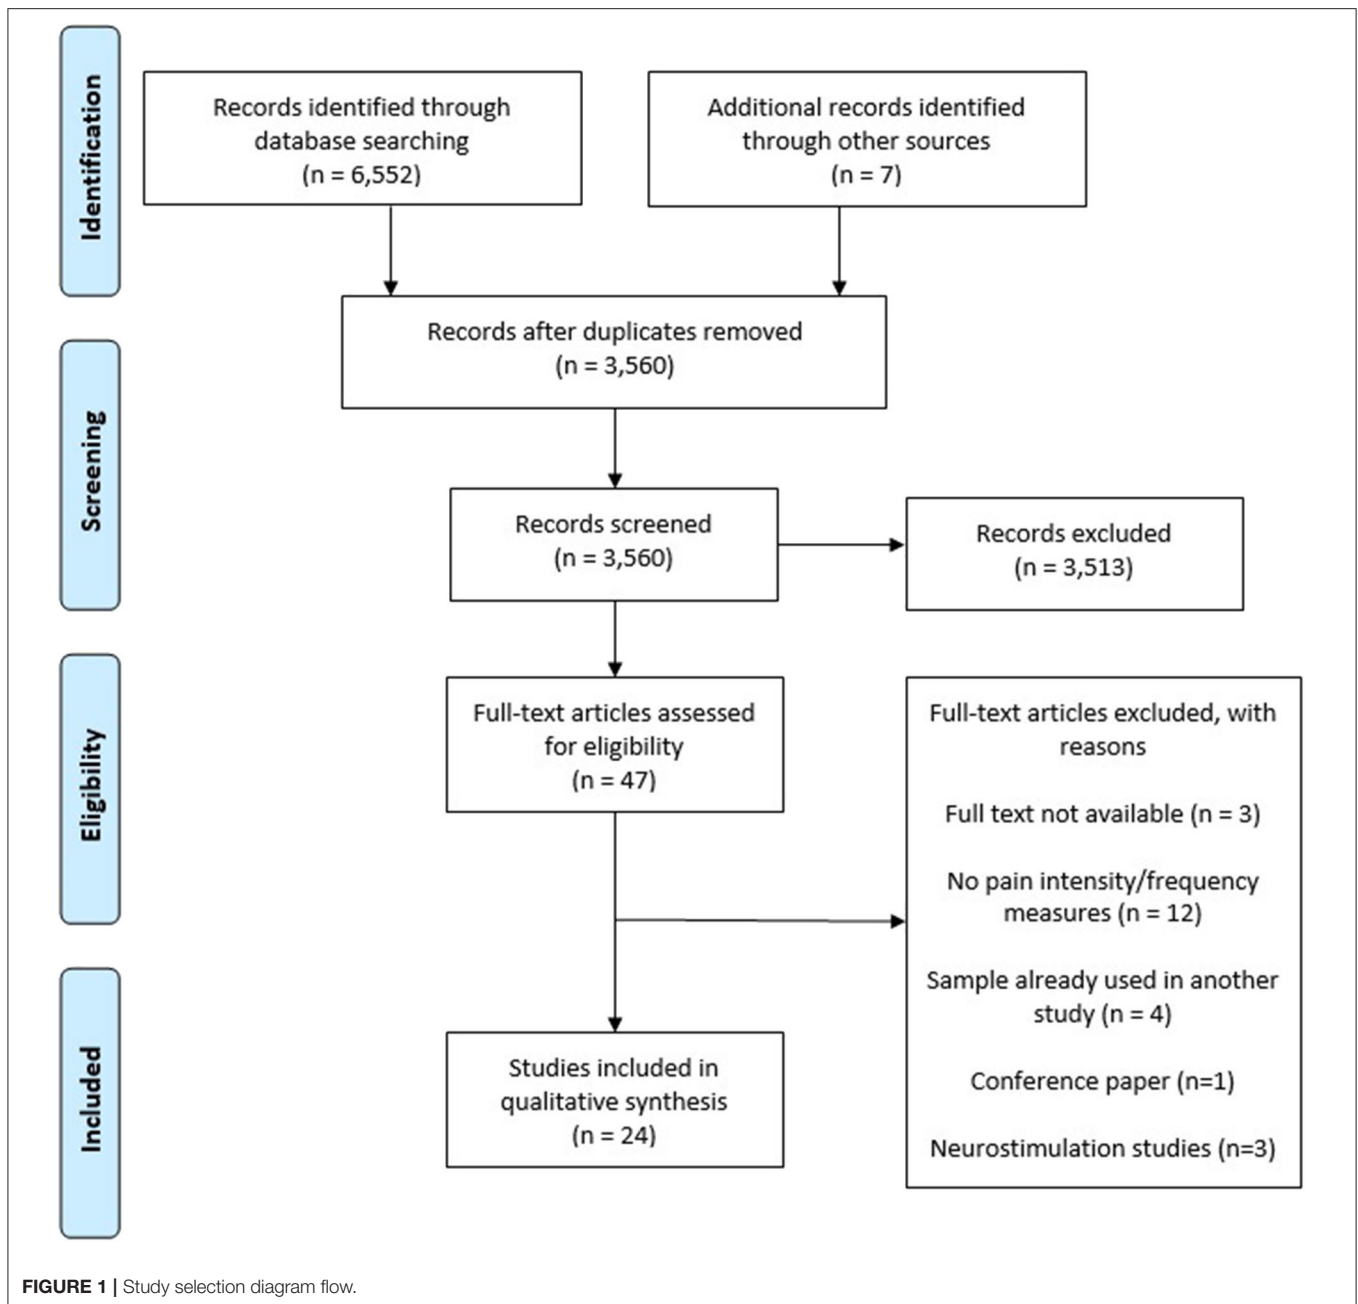 Identification
Records identified through
database searching
(n = 6,552)
Additional records identified
through other sources
(n = 7)
Records after duplicates removed
(n = 3,560)
Screening
Records screened
(n = 3,560)
Records excluded
(n = 3,513)
Eligibility
Full-text articles assessed
for eligibility
(n = 47)
Full-text articles excluded, with
reasons
Full text not available (n = 3)
No pain intensity/frequency
measures (n = 12)
Sample already used in another
study (n = 4)
Conference paper (n=1)
Neurostimulation studies (n=3)
Included
Studies included in
qualitative synthesis
(n = 24)
FIGURE 1 | Study selection diagram flow.